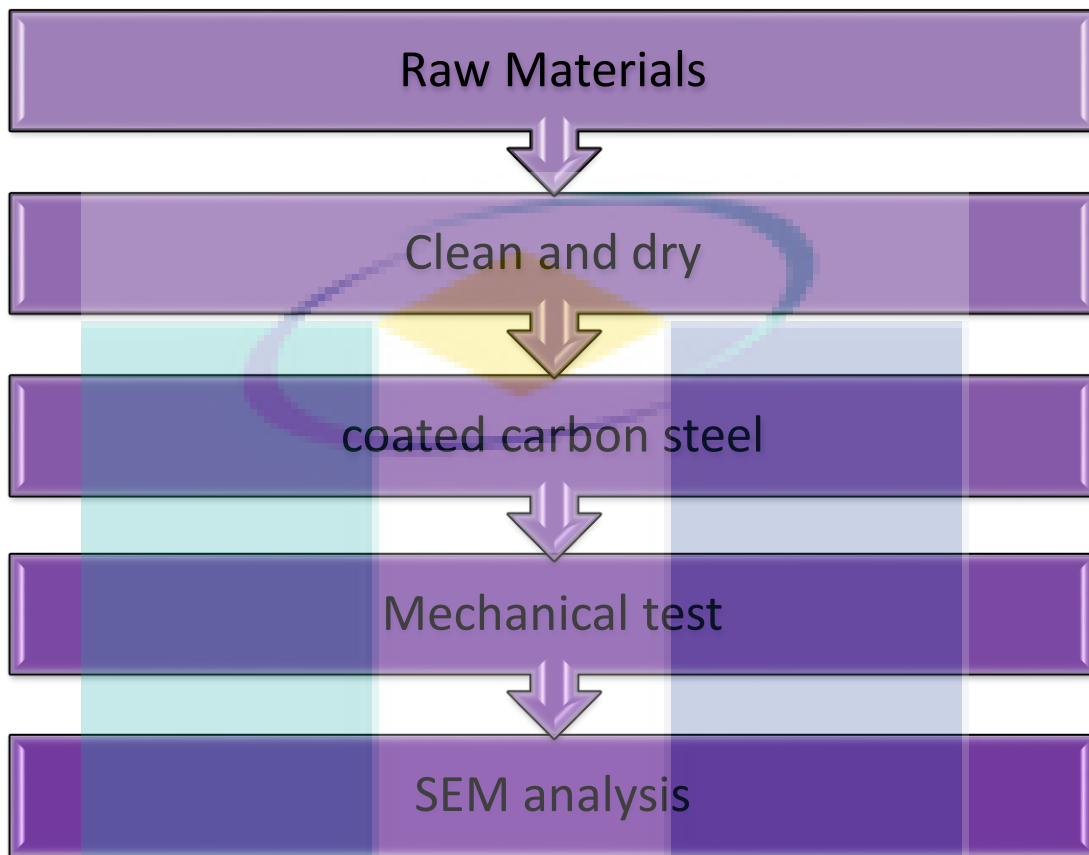 Raw Materials
Clean and dry
coated carbon steel
Mechanical test
SEM analysis